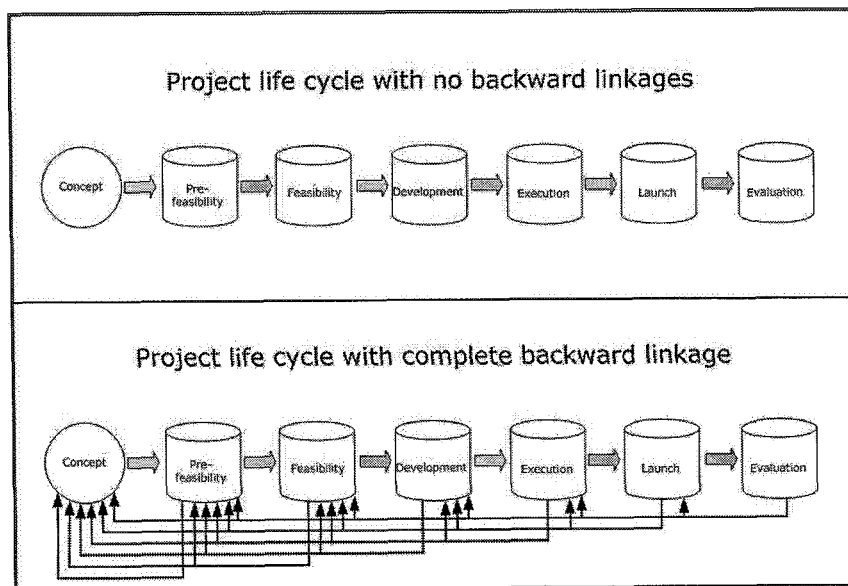 Project life cycle with no backward linkages
Concept
Pre-
feasibility
Feasibility
Development
Execution
Launch
Evaluation
Project life cycle with complete backward linkage
Concept
Pre-
feasibility
Feasibility
Development
Execution
Launch
Evaluation